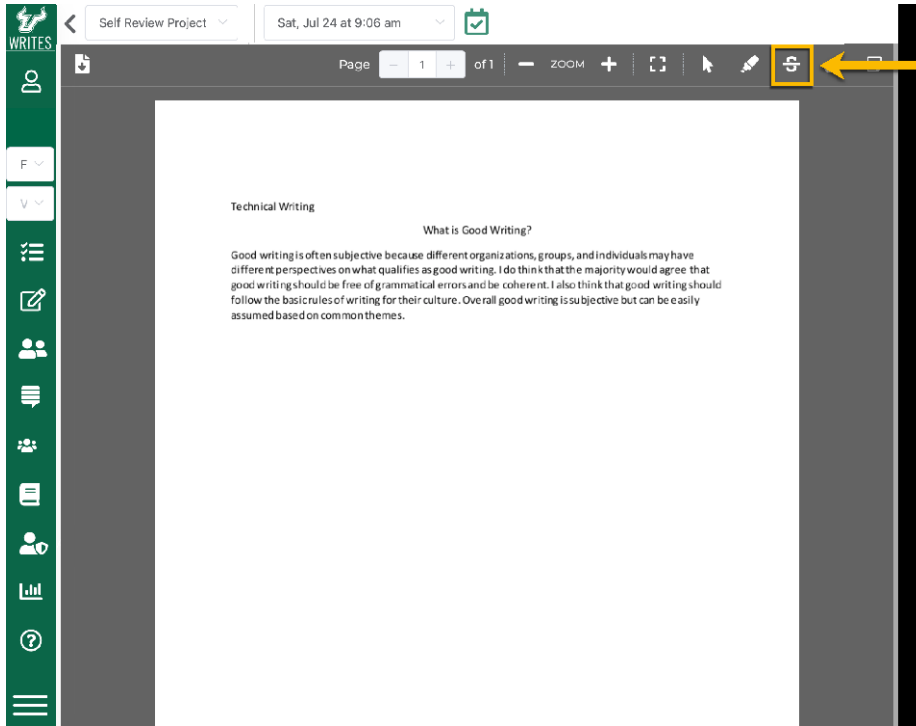 WRITES
Self Review Project
Sat, Jul 24 at 9:06 am
Page
1
of 1
ZOOM
F
V
Technical Writing
What is Good Writing?
Good writing is often subjective because different organizations, groups, and individuals may have
different perspectives on what qualifies as good writing. I do think that the majority would agree that
good writing should be free of grammatical errors and be coherent. I also think that good writing should
follow the basic rules of writing for their culture. Overall good writing is subjective but can be easily
assumed based on common themes.